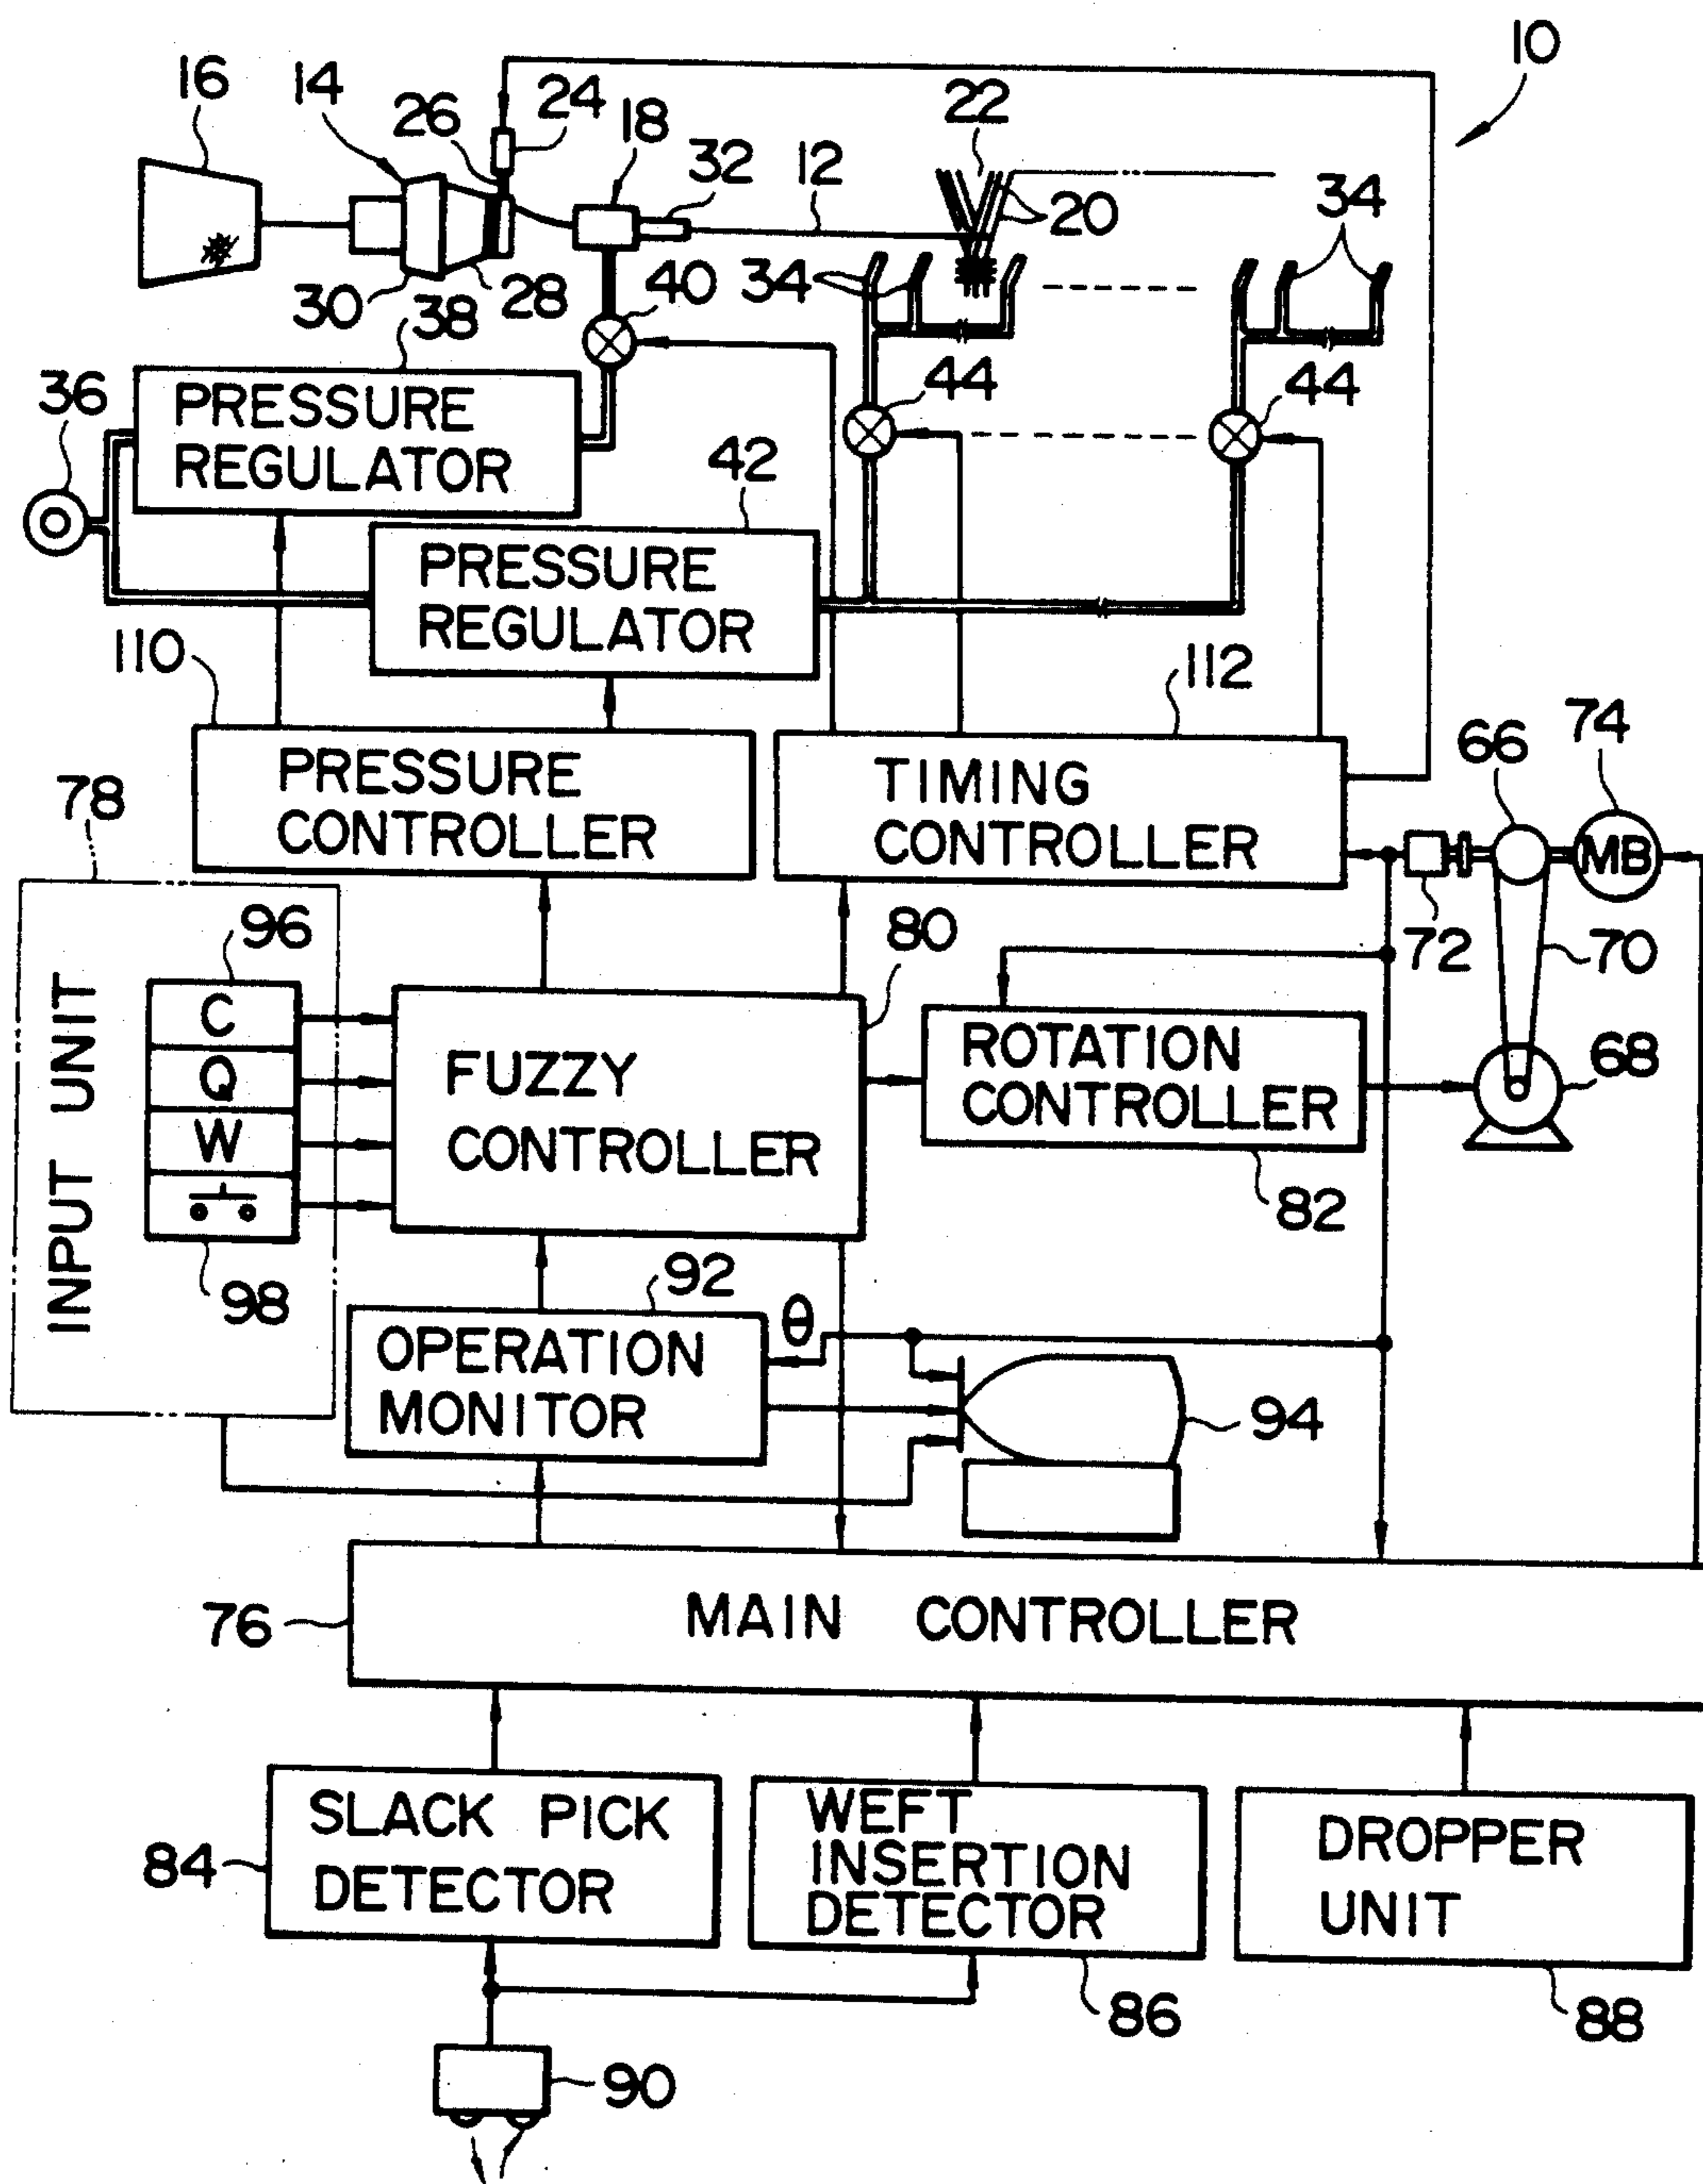 10
16
14
26
24
18
32
12
22
20
34
34
30
28
38
40
44
44
36
PRESSURE
REGULATOR
42
PRESSURE
REGULATOR
110
112
PRESSURE
CONTROLLER
TIMING
CONTROLLER
66
74
MB
78
72
70
96
80
INPUT UNIT
C
Q
W
FUZZY
CONTROLLER
ROTATION
CONTROLLER
68
82
98
92
θ
OPERATION
MONITOR
94
76
MAIN CONTROLLER
SLACK PICK
DETECTOR
84
WEFT
INSERTION
DETECTOR
86
DROPPER
UNIT
88
90